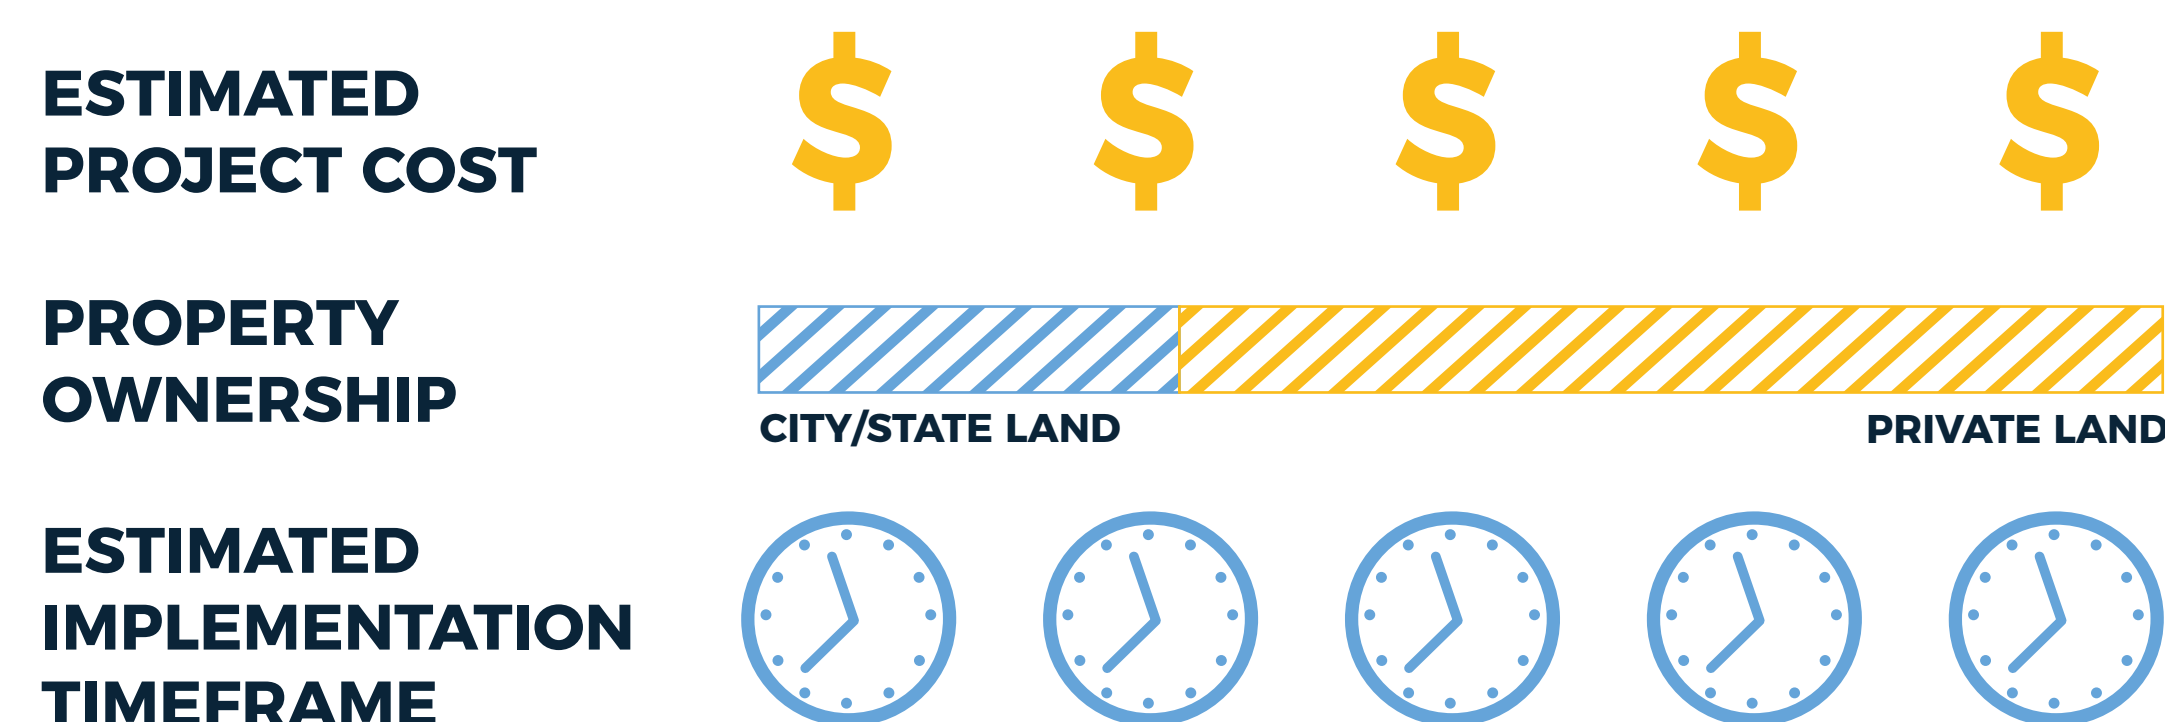 ESTIMATED
PROJECT COST
$ $ $ $ $
PROPERTY
OWNERSHIP
CITY/STATE LAND
PRIVATE LAND
ESTIMATED
IMPLEMENTATION
TIMEFRAME